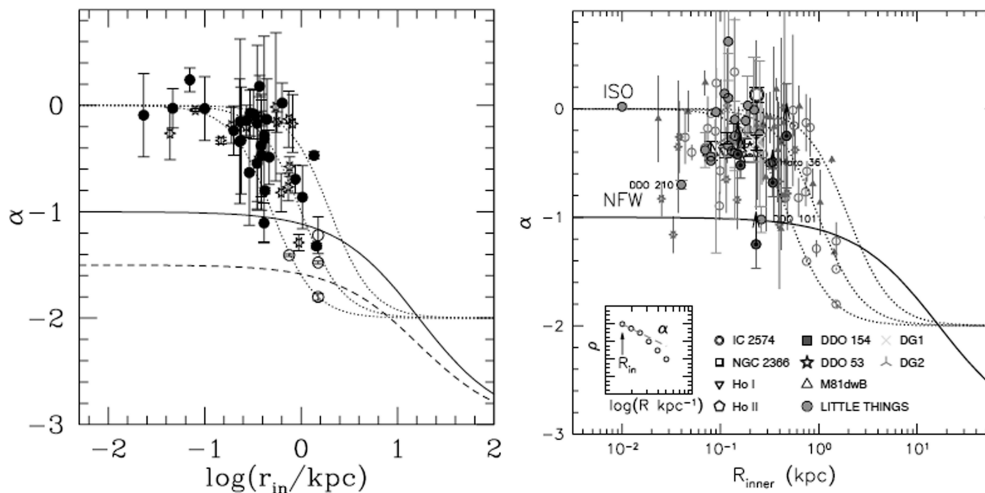 0
−1
−2
−3
α
−2
−1
0
1
2
log(r_in/kpc)
0
−1
−2
−3
α
ISO
NFW
DDO 210
Haro 36
DDO 101
ρ
α
R_in
log(R kpc⁻¹)
IC 2574
NGC 2366
Ho I
Ho II
DDO 154
DDO 53
M81dwB
LITTLE THINGS
DG1
DG2
10⁻²
10⁻¹
10⁰
10¹
R_inner (kpc)